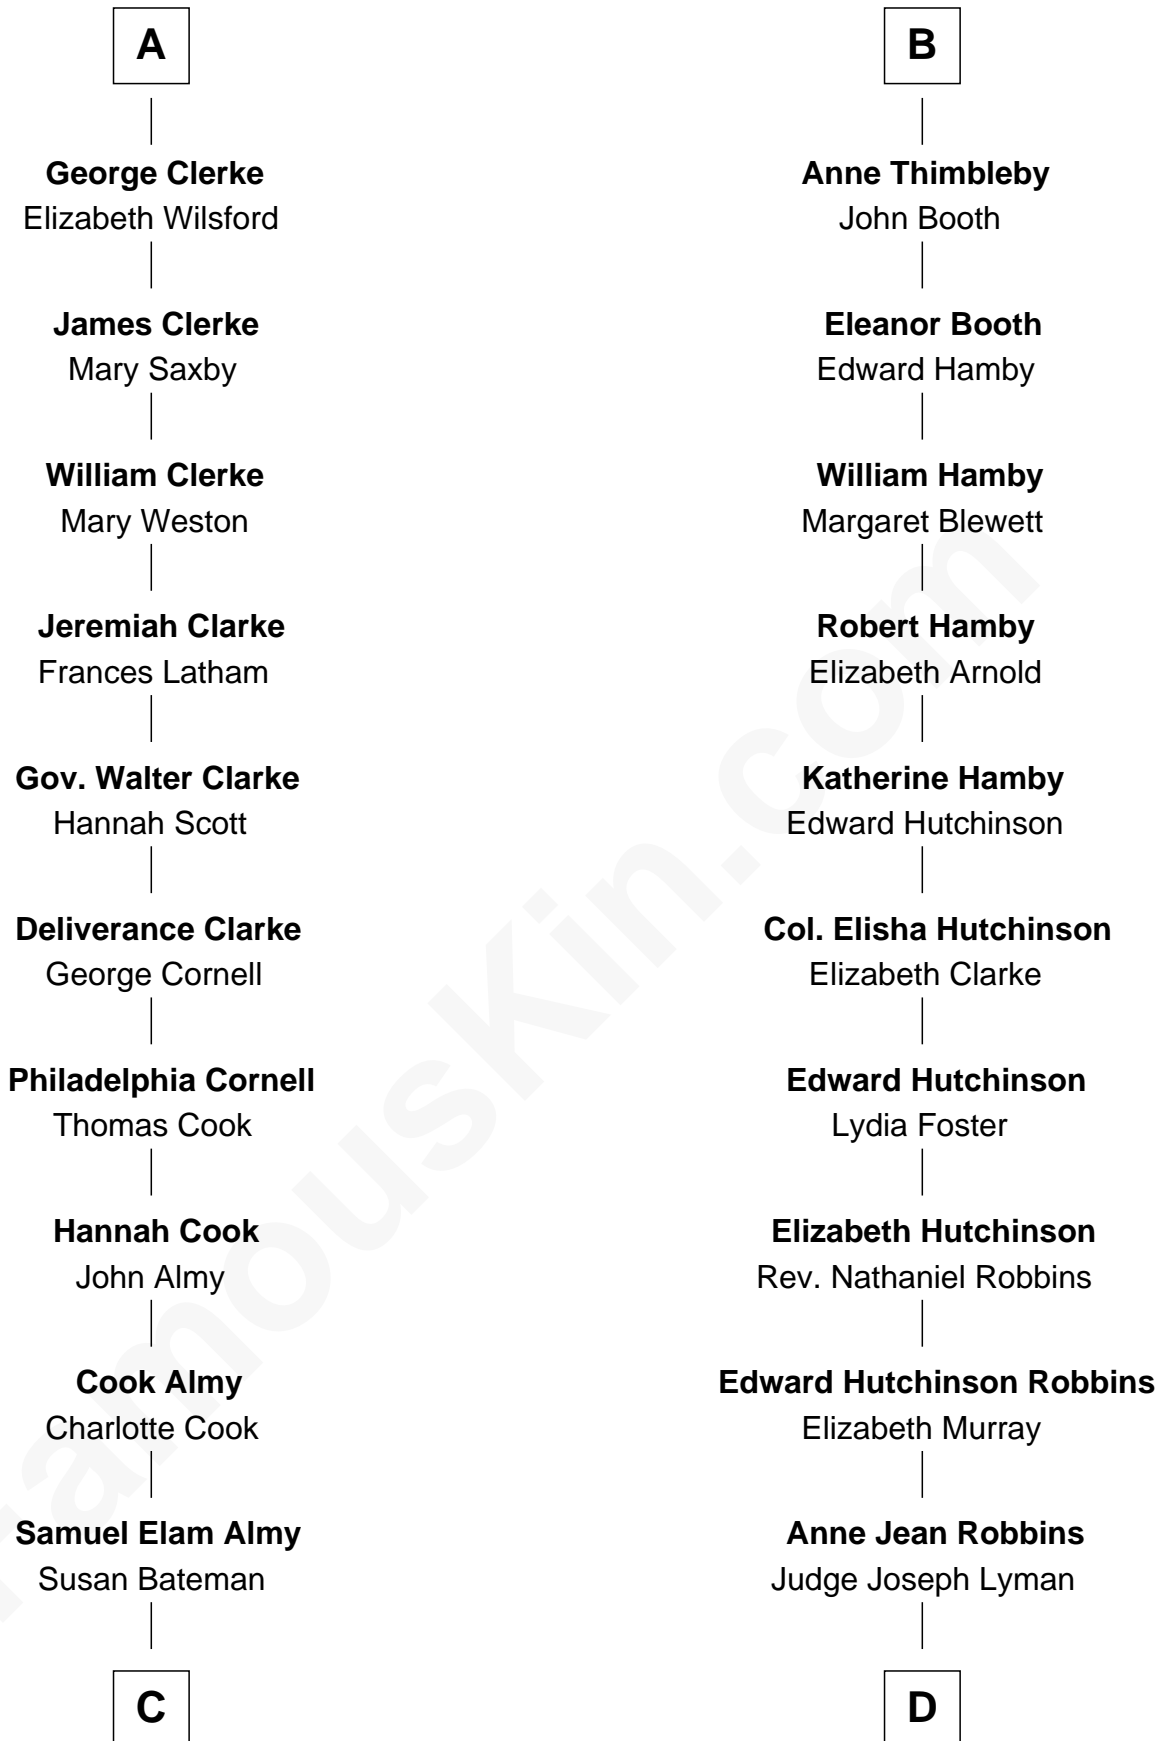 A
George Clerke
Elizabeth Wilsford
James Clerke
Mary Saxby
William Clerke
Mary Weston
Jeremiah Clarke
Frances Latham
Gov. Walter Clarke
Hannah Scott
Deliverance Clarke
George Cornell
Philadelphia Cornell
Thomas Cook
Hannah Cook
John Almy
Cook Almy
Charlotte Cook
Samuel Elam Almy
Susan Bateman
C
B
Anne Thimbleby
John Booth
Eleanor Booth
Edward Hamby
William Hamby
Margaret Blewett
Robert Hamby
Elizabeth Arnold
Katherine Hamby
Edward Hutchinson
Col. Elisha Hutchinson
Elizabeth Clarke
Edward Hutchinson
Lydia Foster
Elizabeth Hutchinson
Rev. Nathaniel Robbins
Edward Hutchinson Robbins
Elizabeth Murray
Anne Jean Robbins
Judge Joseph Lyman
D
FamousKin.com